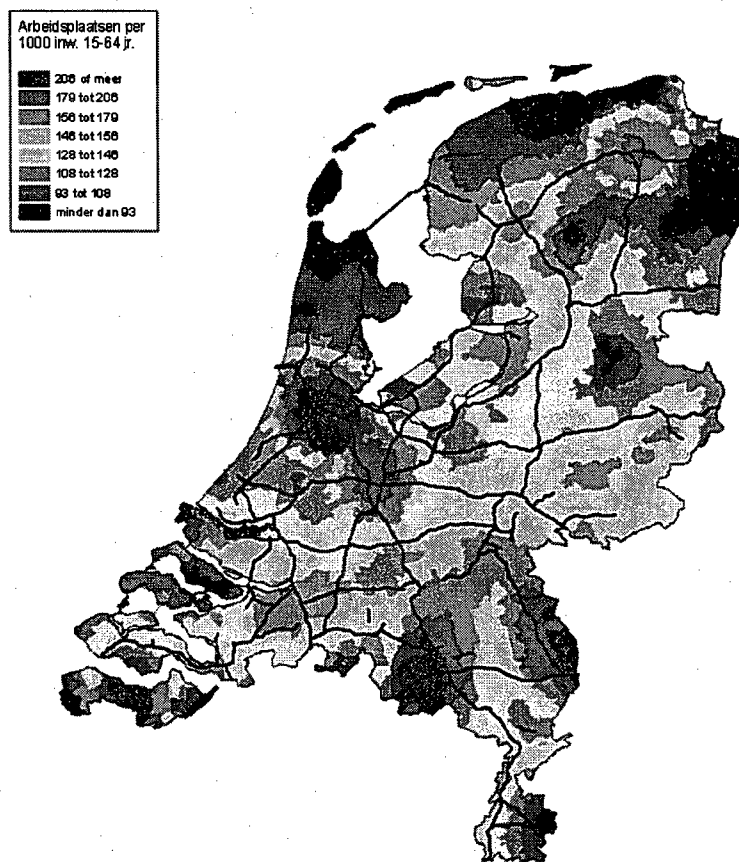 Arbeidsplaatsen per
1000 inw. 15-64 jr.
206 of meer
179 tot 206
156 tot 179
146 tot 156
128 tot 146
108 tot 128
93 tot 108
minder dan 93